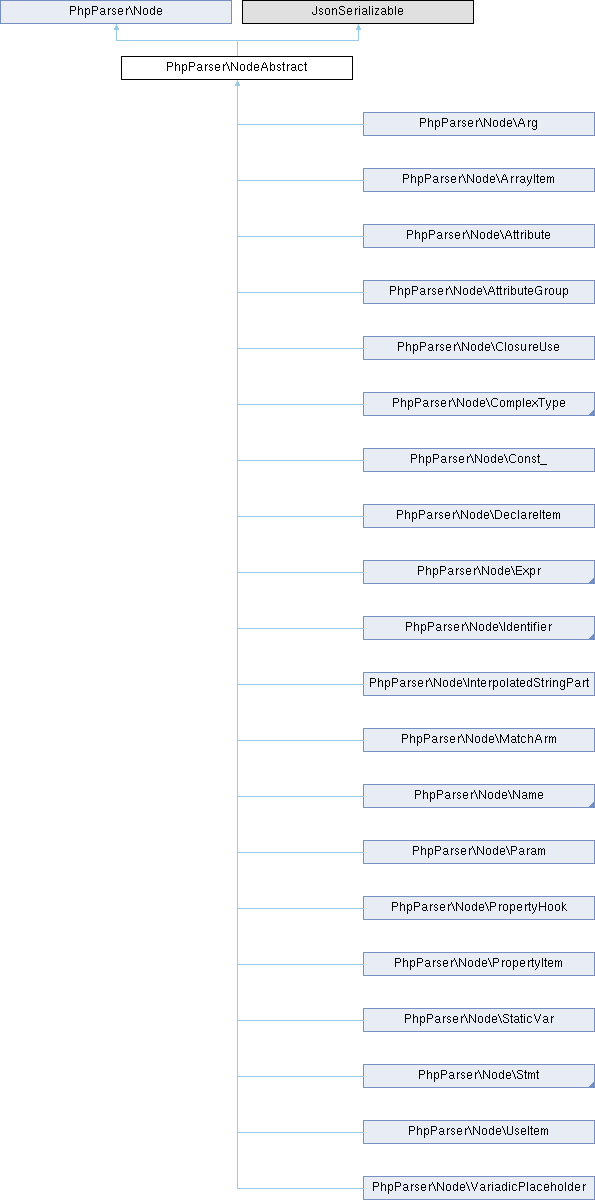 PhpParser\Node
JsonSerializable
PhpParser\NodeAbstract
PhpParser\Node\Arg
PhpParser\Node\ArrayItem
PhpParser\Node\Attribute
PhpParser\Node\AttributeGroup
PhpParser\Node\ClosureUse
PhpParser\Node\ComplexType
PhpParser\Node\Const_
PhpParser\Node\DeclareItem
PhpParser\Node\Expr
PhpParser\Node\Identifier
PhpParser\Node\InterpolatedStringPart
PhpParser\Node\MatchArm
PhpParser\Node\Name
PhpParser\Node\Param
PhpParser\Node\PropertyHook
PhpParser\Node\PropertyItem
PhpParser\Node\StaticVar
PhpParser\Node\Stmt
PhpParser\Node\UseItem
PhpParser\Node\VariadicPlaceholder